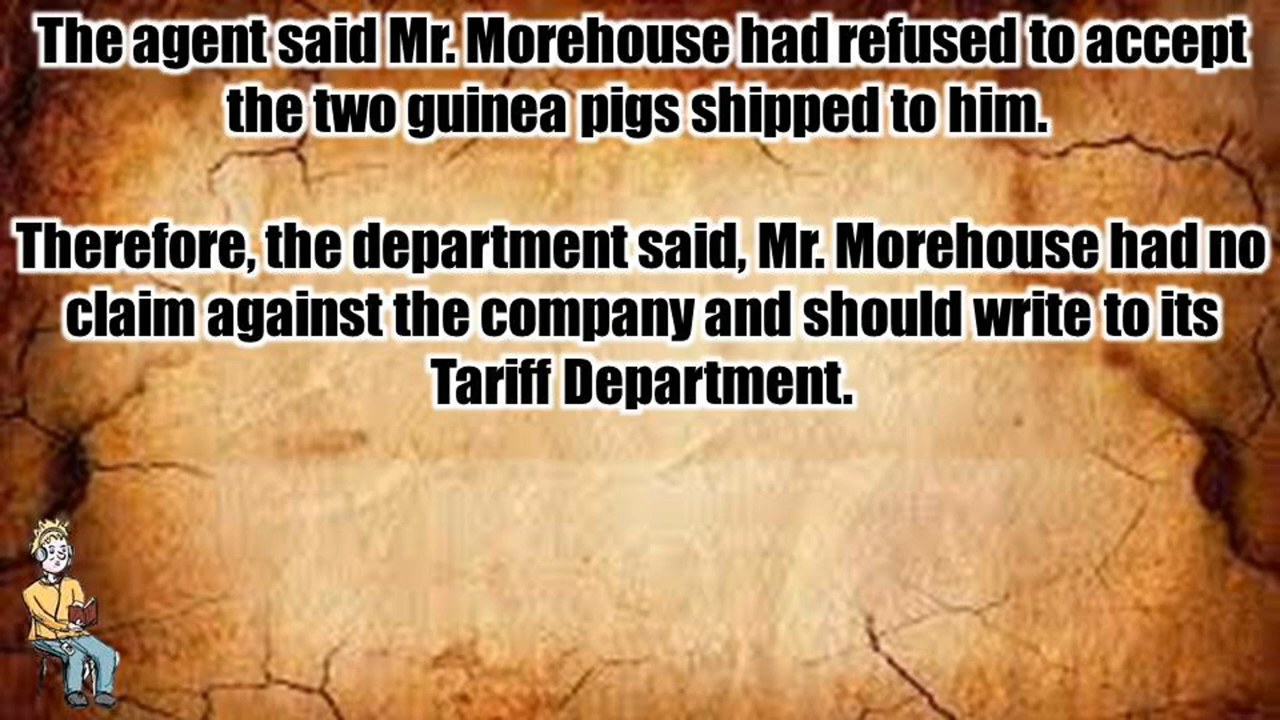 The agent said Mr. Morehouse had refused to accept
the two guinea pigs shipped to him.
Therefore, the department said, Mr. Morehouse had no
claim against the company and should write to its
Tariff Department.